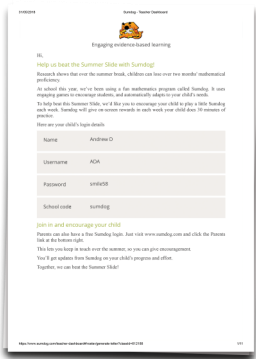 Sumdog - Teacher Dashboard
Engaging evidence-based learning
Hi,
Help us beat the Summer Slide with Sumdog!
Research shows that over the summer break, children can lose over two months' mathematical
proficiency.
At school this year, we've been using a fun mathematics program called Sumdog. It uses
engaging games to encourage students, and automatically adapts to your child's needs.
To help beat this Summer Slide, we'd like you to encourage your child to play a little Sumdog
each week. Sumdog will give on-screen rewards in each week your child does 30 minutes of
practice.
Here are your child's login details:
Name Andrew D
Username ADA
Password smile58
School code sumdog
Join in and encourage your child
Parents can also have a free Sumdog login. Just visit www.sumdog.com and click the Parents
link at the bottom right.
This lets you keep in touch over the summer, so you can give encouragement.
You'll get updates from Sumdog on your child's progress and effort.
Together, we can beat the Summer Slide!